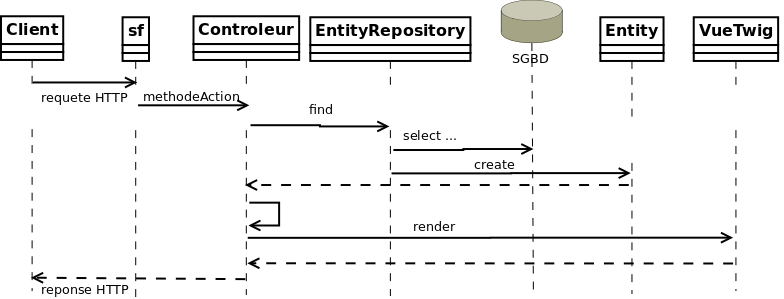 Client sf Controleur EntityRepository Entity VueTwig
SGBD
requete HTTP
methodeAction
find
select ...
create
render
reponse HTTP